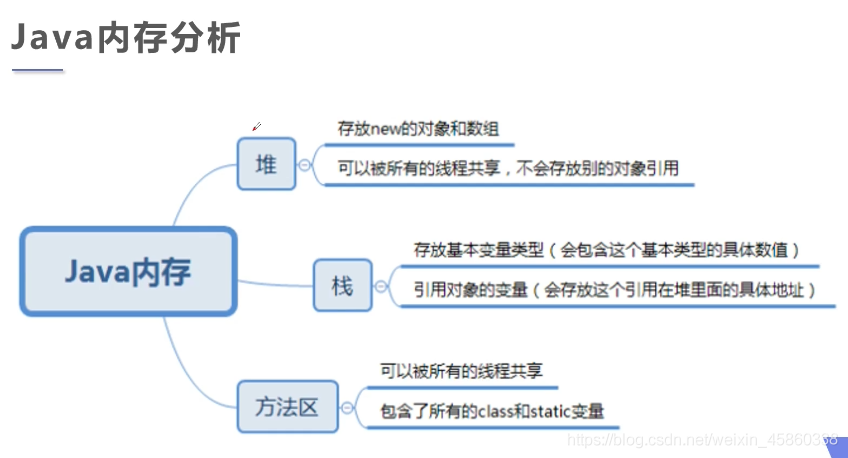 Java内存分析
存放new的对象和数组
堆
可以被所有的线程共享，不会存放别的对象引用
存放基本变量类型（会包含这个基本类型的具体数值）
Java内存
栈
引用对象的变量（会存放这个引用在堆里面的具体地址）
可以被所有的线程共享
方法区
包含了所有的class和static变量
https://blog.csdn.net/weixin_45860338